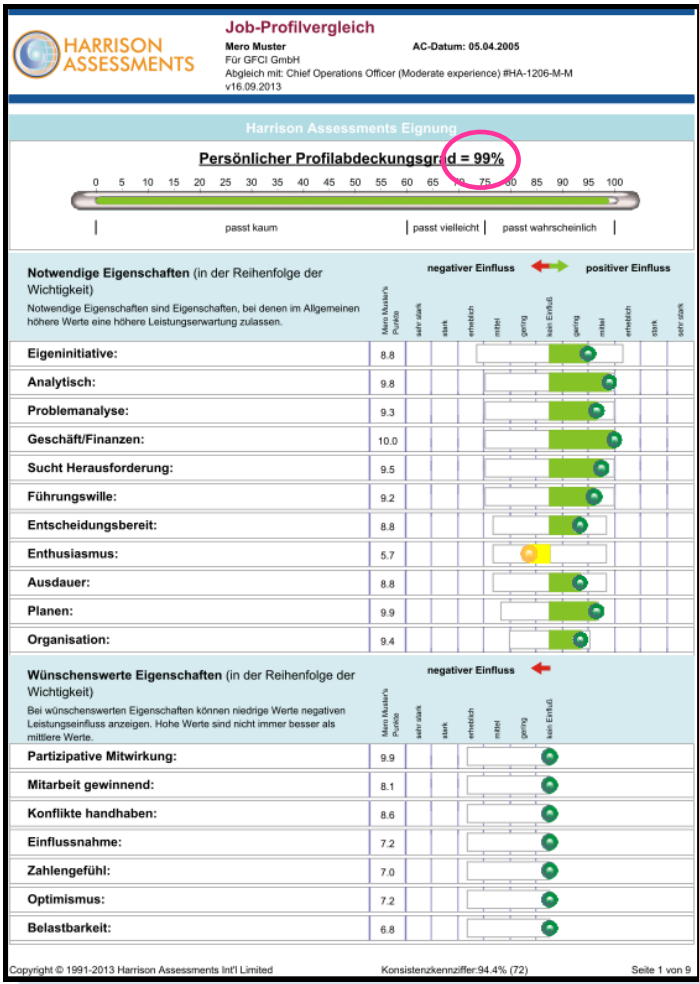 HARRISON
ASSESSMENTS
Job-Profilvergleich
Mero Muster AC-Datum: 05.04.2005
Für GFCI GmbH
Abgleich mit: Chief Operations Officer (Moderate experience) #HA-1206-M-M
v16.09.2013
Harrison Assessments Eignung
Persönlicher Profilabdeckungsgrad = 99%
0 5 10 15 20 25 30 35 40 45 50 55 60 65 70 75 80 85 90 95 100
passt kaum passt vielleicht passt wahrscheinlich
Notwendige Eigenschaften (in der Reihenfolge der
Wichtigkeit)
Notwendige Eigenschaften sind Eigenschaften, bei denen im Allgemeinen
höhere Werte eine höhere Leistungserwartung zulassen.
negativer Einfluss positiver Einfluss
Mero Muster's
Punkte
sehr stark
stark
erheblich
mittel
gering
kein Einfluß
gering
mittel
erheblich
stark
sehr stark
Eigeninitiative: 8.8
Analytisch: 9.8
Problemanalyse: 9.3
Geschäft/Finanzen: 10.0
Sucht Herausforderung: 9.5
Führungswille: 9.2
Entscheidungsbereit: 8.8
Enthusiasmus: 5.7
Ausdauer: 8.8
Planen: 9.9
Organisation: 9.4
Wünschenswerte Eigenschaften (in der Reihenfolge der
Wichtigkeit)
Bei wünschenswerten Eigenschaften können niedrige Werte negativen
Leistungseinfluss anzeigen. Hohe Werte sind nicht immer besser als
mittlere Werte.
negativer Einfluss
Mero Muster's
Punkte
sehr stark
stark
erheblich
mittel
gering
kein Einfluß
Partizipative Mitwirkung: 9.9
Mitarbeit gewinnend: 8.1
Konflikte handhaben: 8.6
Einflussnahme: 7.2
Zahlengefühl: 7.0
Optimismus: 7.2
Belastbarkeit: 6.8
Copyright © 1991-2013 Harrison Assessments Int'l Limited Konsistenzkennziffer:94.4% (72) Seite 1 von 9